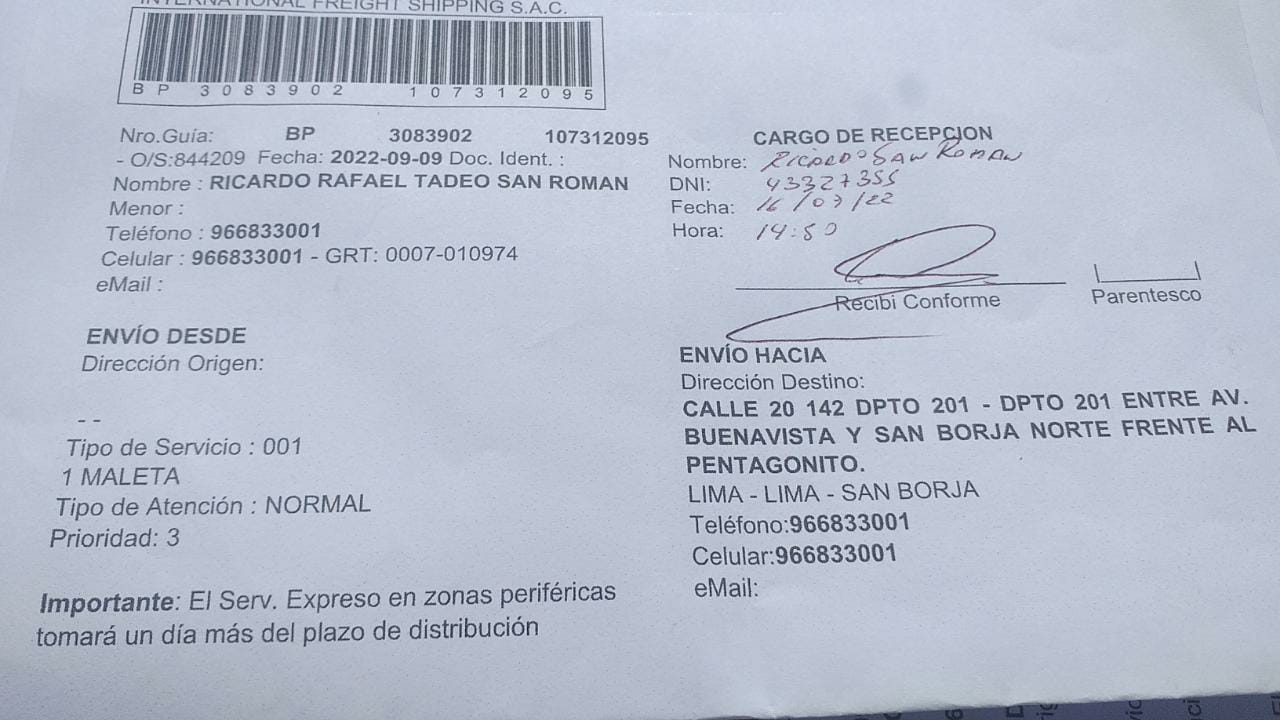 INTERNATIONAL FREIGHT SHIPPING S.A.C.
BP 3083902 107312095
Nro.Guía: BP 3083902 107312095
- O/S:844209 Fecha: 2022-09-09 Doc. Ident. :
Nombre : RICARDO RAFAEL TADEO SAN ROMAN
Menor :
Teléfono : 966833001
Celular : 966833001 - GRT: 0007-010974
eMail :
ENVÍO DESDE
Dirección Origen:
- -
Tipo de Servicio : 001
1 MALETA
Tipo de Atención : NORMAL
Prioridad: 3
Importante: El Serv. Expreso en zonas periféricas
tomará un día más del plazo de distribución
CARGO DE RECEPCION
Nombre: RICARDO SAN ROMAN
DNI: 43327355
Fecha: 16/09/22
Hora: 14:50
Recibi Conforme
Parentesco
ENVÍO HACIA
Dirección Destino:
CALLE 20 142 DPTO 201 - DPTO 201 ENTRE AV.
BUENAVISTA Y SAN BORJA NORTE FRENTE AL
PENTAGONITO.
LIMA - LIMA - SAN BORJA
Teléfono:966833001
Celular:966833001
eMail: